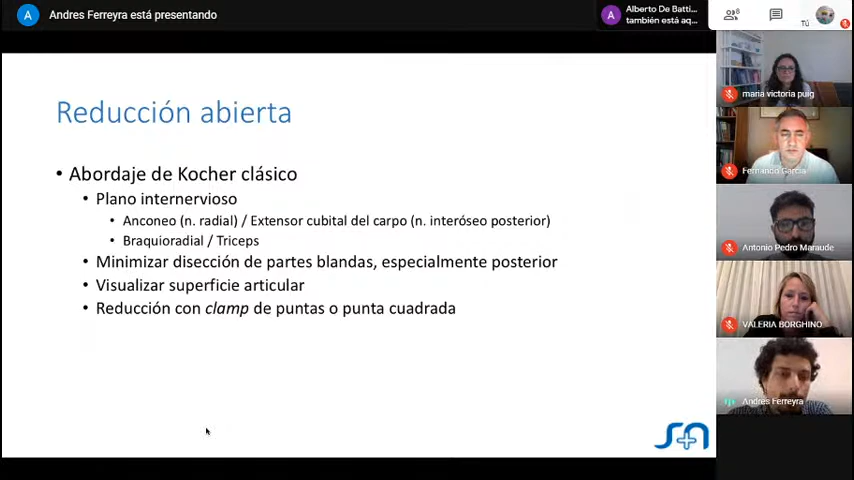 A
Andres Ferreyra está presentando
A
Alberto De Batti...
también está aq...
8
Tú
Reducción abierta
• Abordaje de Kocher clásico
• Plano internervioso
• Anconeo (n. radial) / Extensor cubital del carpo (n. interóseo posterior)
• Braquioradial / Triceps
• Minimizar disección de partes blandas, especialmente posterior
• Visualizar superficie articular
• Reducción con clamp de puntas o punta cuadrada
maria victoria puig
Fernando Garcia
Antonio Pedro Maraude
VALERIA BORGHINO
Andres Ferreyra